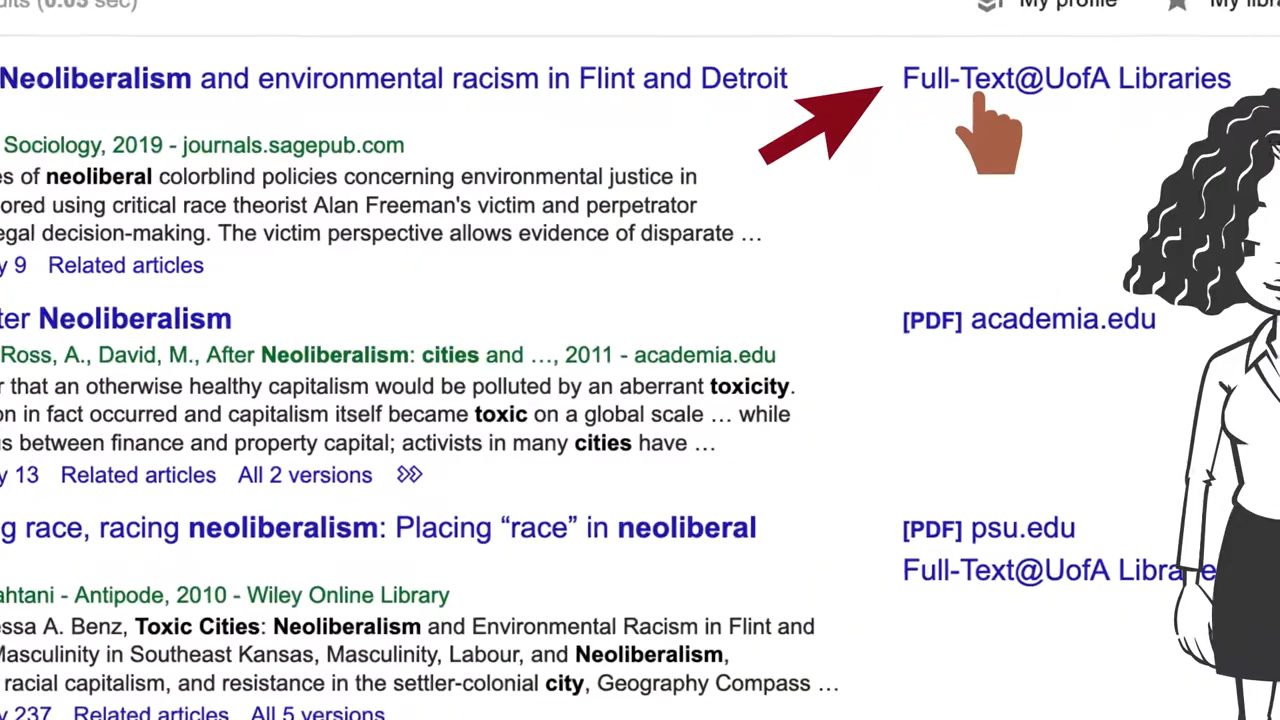 (0.05 sec)
My profile
My
Neoliberalism and environmental racism in Flint and Detroit
Full-Text@UofA Libraries
Sociology, 2019 - journals.sagepub.com
of neoliberal colorblind policies concerning environmental justice in
using critical race theorist Alan Freeman's victim and perpetrator
decision-making. The victim perspective allows evidence of disparate …
9 Related articles
Neoliberalism
[PDF] academia.edu
Ross, A., David, M., After Neoliberalism: cities and …, 2011 - academia.edu
that an otherwise healthy capitalism would be polluted by an aberrant toxicity.
in fact occurred and capitalism itself became toxic on a global scale … while
between finance and property capital; activists in many cities have …
13 Related articles All 2 versions
race, racing neoliberalism: Placing “race” in neoliberal
[PDF] psu.edu
Full-Text@UofA
- Antipode, 2010 - Wiley Online Library
A. Benz, Toxic Cities: Neoliberalism and Environmental Racism in Flint and
Masculinity in Southeast Kansas, Masculinity, Labour, and Neoliberalism,
racial capitalism, and resistance in the settler-colonial city, Geography Compass …
237 Related articles All 5 versions